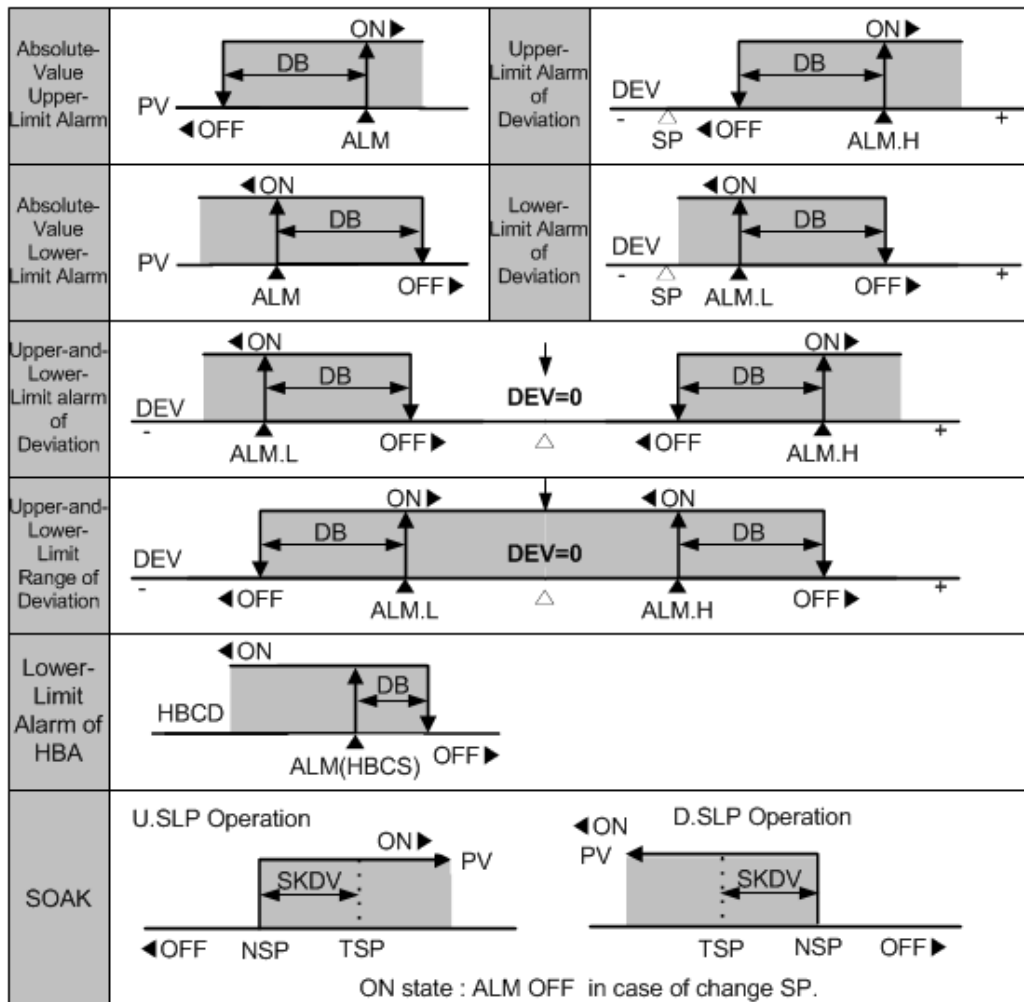 Absolute-
Value
Upper-
Limit Alarm
ON▶
DB
PV
◀OFF
ALM
Upper-
Limit Alarm
of
Deviation
ON▶
DB
DEV
-
+
SP
◀OFF
ALM.H
Absolute-
Value
Lower-
Limit Alarm
◀ON
DB
PV
ALM
OFF▶
Lower-
Limit Alarm
of
Deviation
◀ON
DB
DEV
-
+
SP
ALM.L
OFF▶
Upper-and-
Lower-
Limit alarm
of
Deviation
◀ON
ON▶
DB
DEV=0
DB
DEV
-
+
ALM.L
OFF▶
◀OFF
ALM.H
Upper-and-
Lower-
Limit
Range of
Deviation
ON▶
◀ON
DB
DEV=0
DB
DEV
-
+
◀OFF
ALM.L
ALM.H
OFF▶
Lower-
Limit
Alarm of
HBA
◀ON
DB
HBCD
ALM(HBCS)
OFF▶
SOAK
U.SLP Operation
ON▶
PV
SKDV
◀OFF
NSP
TSP
D.SLP Operation
◀ON
PV
SKDV
TSP
NSP
OFF▶
ON state : ALM OFF in case of change SP.